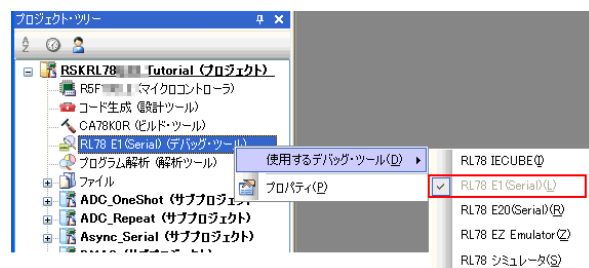 プロジェクト・ツリー
RSKRL78 Tutorial (プロジェクト)
R5F (マイクロコントローラ)
コード生成 (設計ツール)
CA78K0R (ビルド・ツール)
RL78 E1(Serial) (デバッグ・ツール)
プログラム解析 (解析ツール)
ファイル
ADC_OneShot (サブプロジェクト)
ADC_Repeat (サブプロジェクト)
Async_Serial (サブプロジェクト)
使用するデバッグ・ツール(D)
プロパティ(P)
RL78 IECUBE(I)
RL78 E1(Serial)(L)
RL78 E20(Serial)(R)
RL78 EZ Emulator(Z)
RL78 シミュレータ(S)